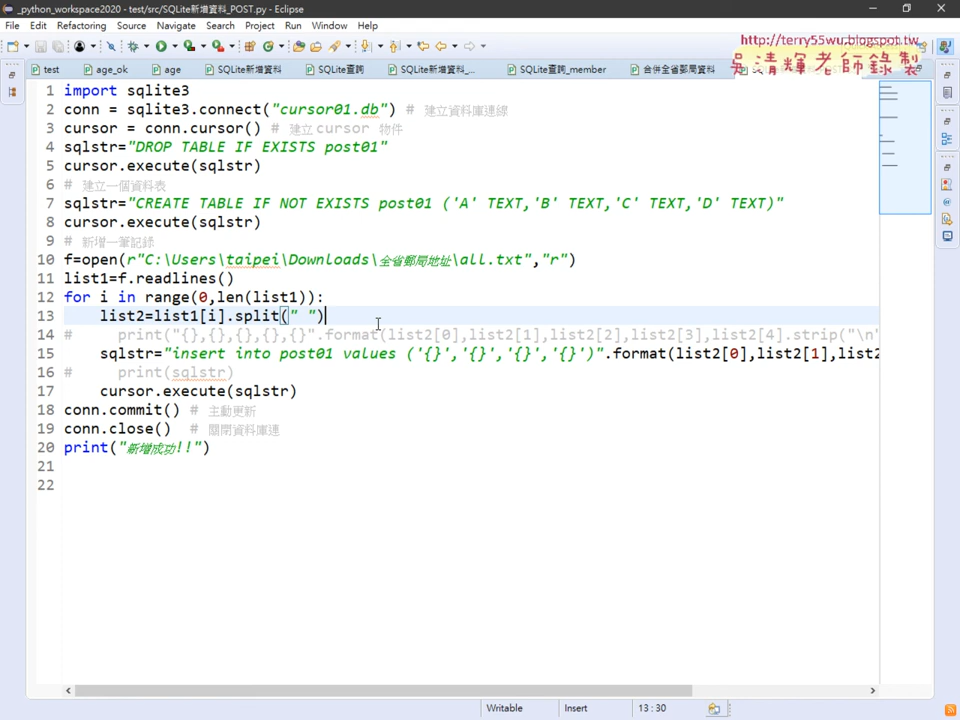 _python_workspace2020 - test/src/SQLite新增資料_POST.py - Eclipse
File Edit Refactoring Source Navigate Search Project Run Window Help
http://terry55wu.blogspot.tw
吳清輝老師錄製
test age_ok age SQLite新增資料 SQLite查詢 SQLite新增資料_... SQLite查詢_member 合併全省郵局資料
1 import sqlite3
2 conn = sqlite3.connect("cursor01.db") # 建立資料庫連線
3 cursor = conn.cursor() # 建立 cursor 物件
4 sqlstr="DROP TABLE IF EXISTS post01"
5 cursor.execute(sqlstr)
6 # 建立一個資料表
7 sqlstr="CREATE TABLE IF NOT EXISTS post01 ('A' TEXT,'B' TEXT,'C' TEXT,'D' TEXT)"
8 cursor.execute(sqlstr)
9 # 新增一筆記錄
10 f=open(r"C:\Users\taipei\Downloads\全省郵局地址\all.txt","r")
11 list1=f.readlines()
12 for i in range(0,len(list1)):
13 list2=list1[i].split(" ")
14 # print("{},{},{},{},{}".format(list2[0],list2[1],list2[2],list2[3],list2[4].strip("\n"
15 sqlstr="insert into post01 values ('{}','{}','{}','{}')".format(list2[0],list2[1],list2
16 # print(sqlstr)
17 cursor.execute(sqlstr)
18 conn.commit() # 主動更新
19 conn.close() # 關閉資料庫連
20 print("新增成功!!")
21
22
Writable Insert 13 : 30